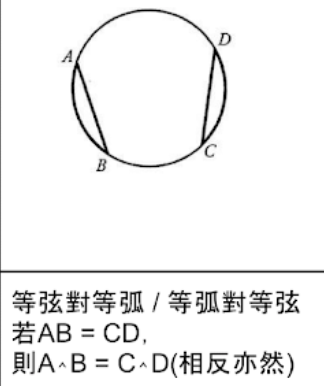 A
D
B
C
等弦對等弧 / 等弧對等弦
若AB = CD,
則A^B = C^D(相反亦然)